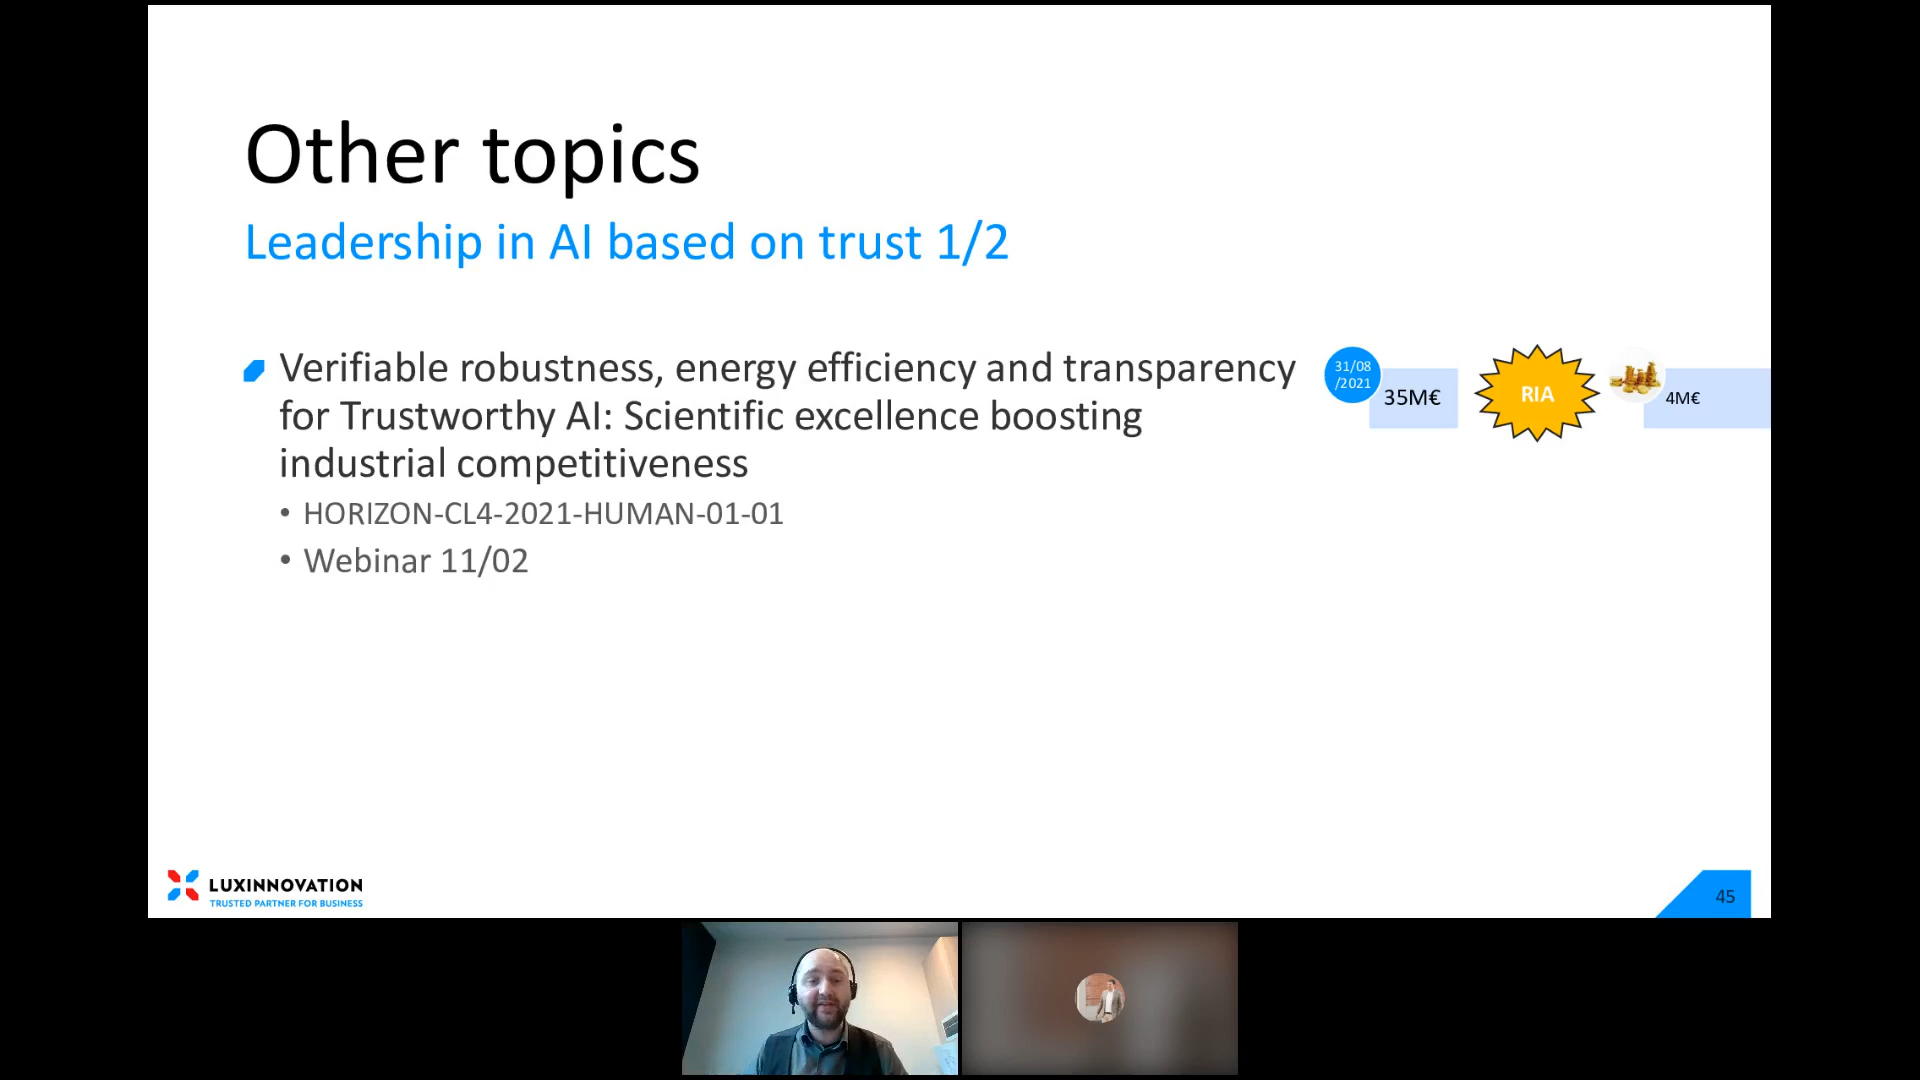 Other topics
Leadership in AI based on trust 1/2
Verifiable robustness, energy efficiency and transparency
for Trustworthy AI: Scientific excellence boosting
industrial competitiveness
• HORIZON-CL4-2021-HUMAN-01-01
• Webinar 11/02
31/08
/2021
35M€
RIA
4M€
LUXINNOVATION
TRUSTED PARTNER FOR BUSINESS
45